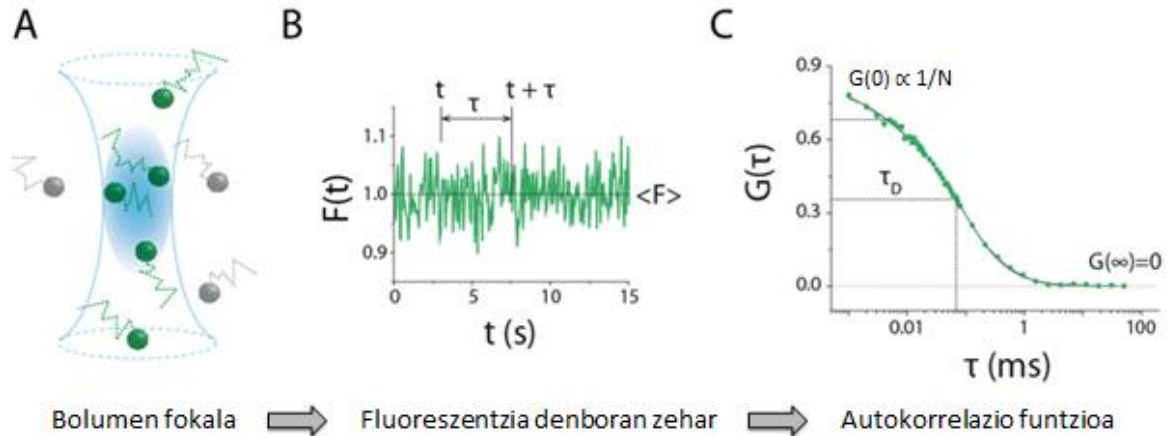 A
B
C
t
t + τ
τ
1.1
1.0
0.9
F(t)
<F>
0
5
10
15
t (s)
0.9
0.6
0.3
0.0
G(τ)
G(0) ∝ 1/N
τD
G(∞)=0
0.01
1
100
τ (ms)
Bolumen fokala
Fluoreszentzia denboran zehar
Autokorrelazio funtzioa